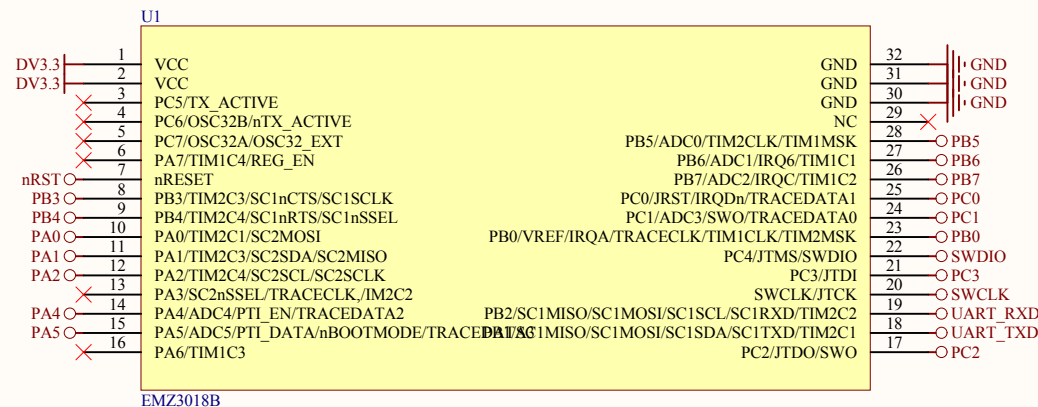 U1
DV3.3 1 VCC
DV3.3 2 VCC
3 PC5/TX_ACTIVE
4 PC6/OSC32B/nTX_ACTIVE
5 PC7/OSC32A/OSC32_EXT
6 PA7/TIM1C4/REG_EN
nRST 7 nRESET
PB3 8 PB3/TIM2C3/SC1nCTS/SC1SCLK
PB4 9 PB4/TIM2C4/SC1nRTS/SC1nSSEL
PA0 10 PA0/TIM2C1/SC2MOSI
PA1 11 PA1/TIM2C3/SC2SDA/SC2MISO
PA2 12 PA2/TIM2C4/SC2SCL/SC2SCLK
13 PA3/SC2nSSEL/TRACECLK,/IM2C2
PA4 14 PA4/ADC4/PTI_EN/TRACEDATA2
PA5 15 PA5/ADC5/PTI_DATA/nBOOTMODE/TRACEDATA3
16 PA6/TIM1C3
GND 32 GND
GND 31 GND
GND 30 GND
NC 29
PB5/ADC0/TIM2CLK/TIM1MSK 28 PB5
PB6/ADC1/IRQ6/TIM1C1 27 PB6
PB7/ADC2/IRQC/TIM1C2 26 PB7
PC0/JRST/IRQDn/TRACEDATA1 25 PC0
PC1/ADC3/SWO/TRACEDATA0 24 PC1
PB0/VREF/IRQA/TRACECLK/TIM1CLK/TIM2MSK 23 PB0
PC4/JTMS/SWDIO 22 SWDIO
PC3/JTDI 21 PC3
SWCLK/JTCK 20 SWCLK
PB2/SC1MISO/SC1MOSI/SC1SCL/SC1RXD/TIM2C2 19 UART_RXD
PB1/SC1MISO/SC1MOSI/SC1SDA/SC1TXD/TIM2C1 18 UART_TXD
PC2/JTDO/SWO 17 PC2
EMZ3018B